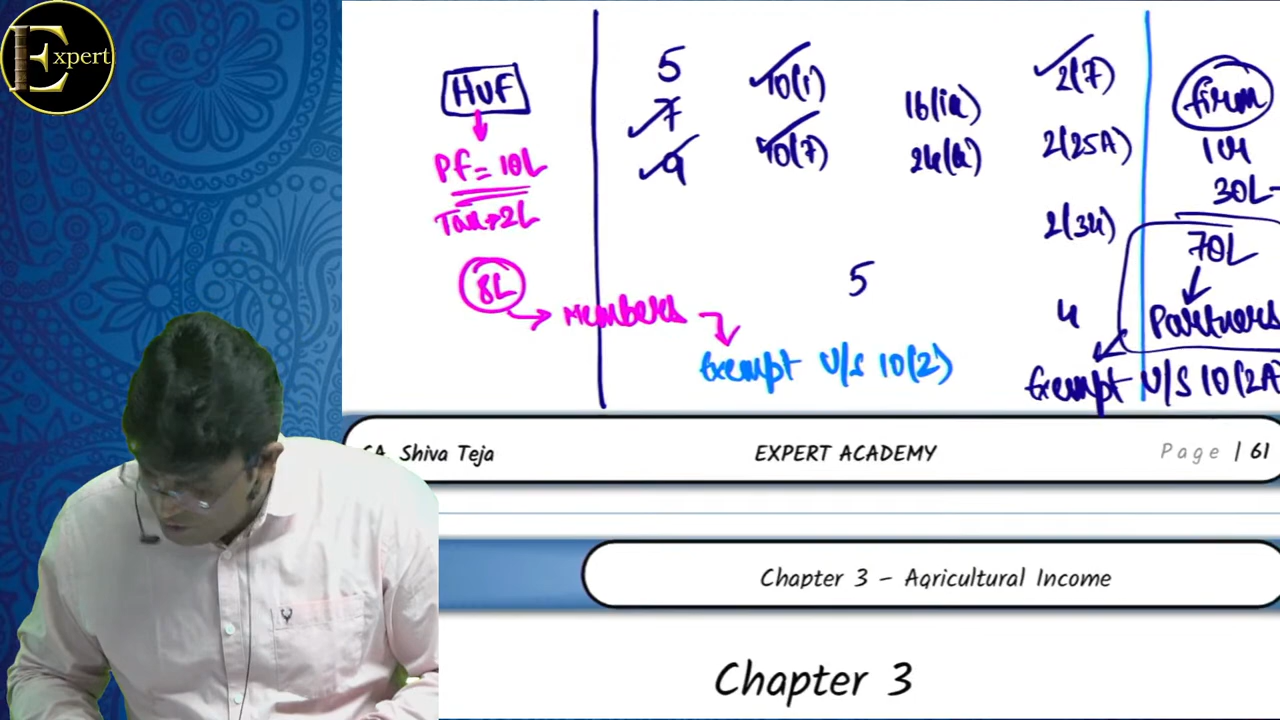 Expert
HUF
Pf = 10L
Tax → 2L
8L
Members
Exempt U/s 10(2)
5
7
9
10(1)
10(7)
16(ia)
24(a)
5
2(7)
2(25A)
2(34)
4
firm
30L
70L
Partners
Exempt U/s 10(2A)
CA. Shiva Teja
EXPERT ACADEMY
Page | 61
Chapter 3 – Agricultural Income
Chapter 3